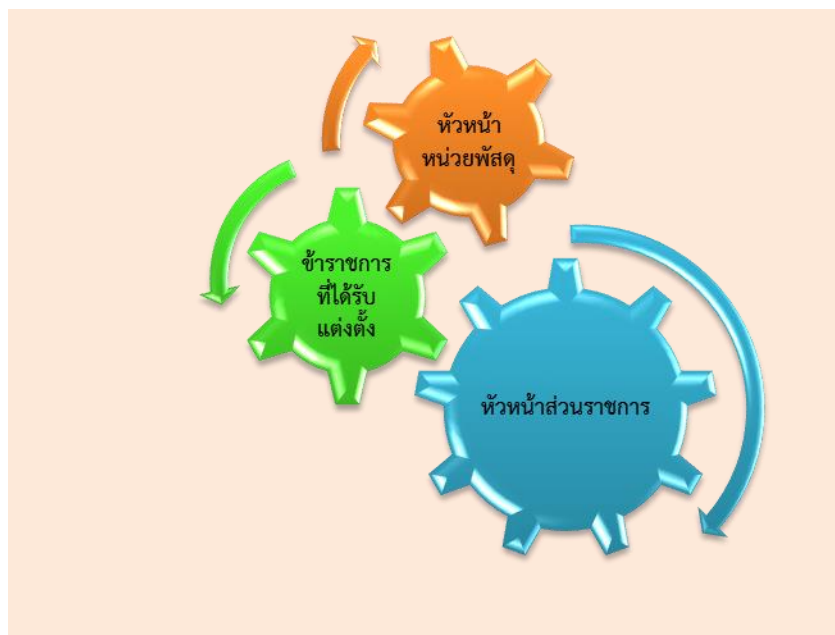 หัวหน้า
หน่วยพัสดุ
ข้าราชการ
ที่ได้รับ
แต่งตั้ง
หัวหน้าส่วนราชการ